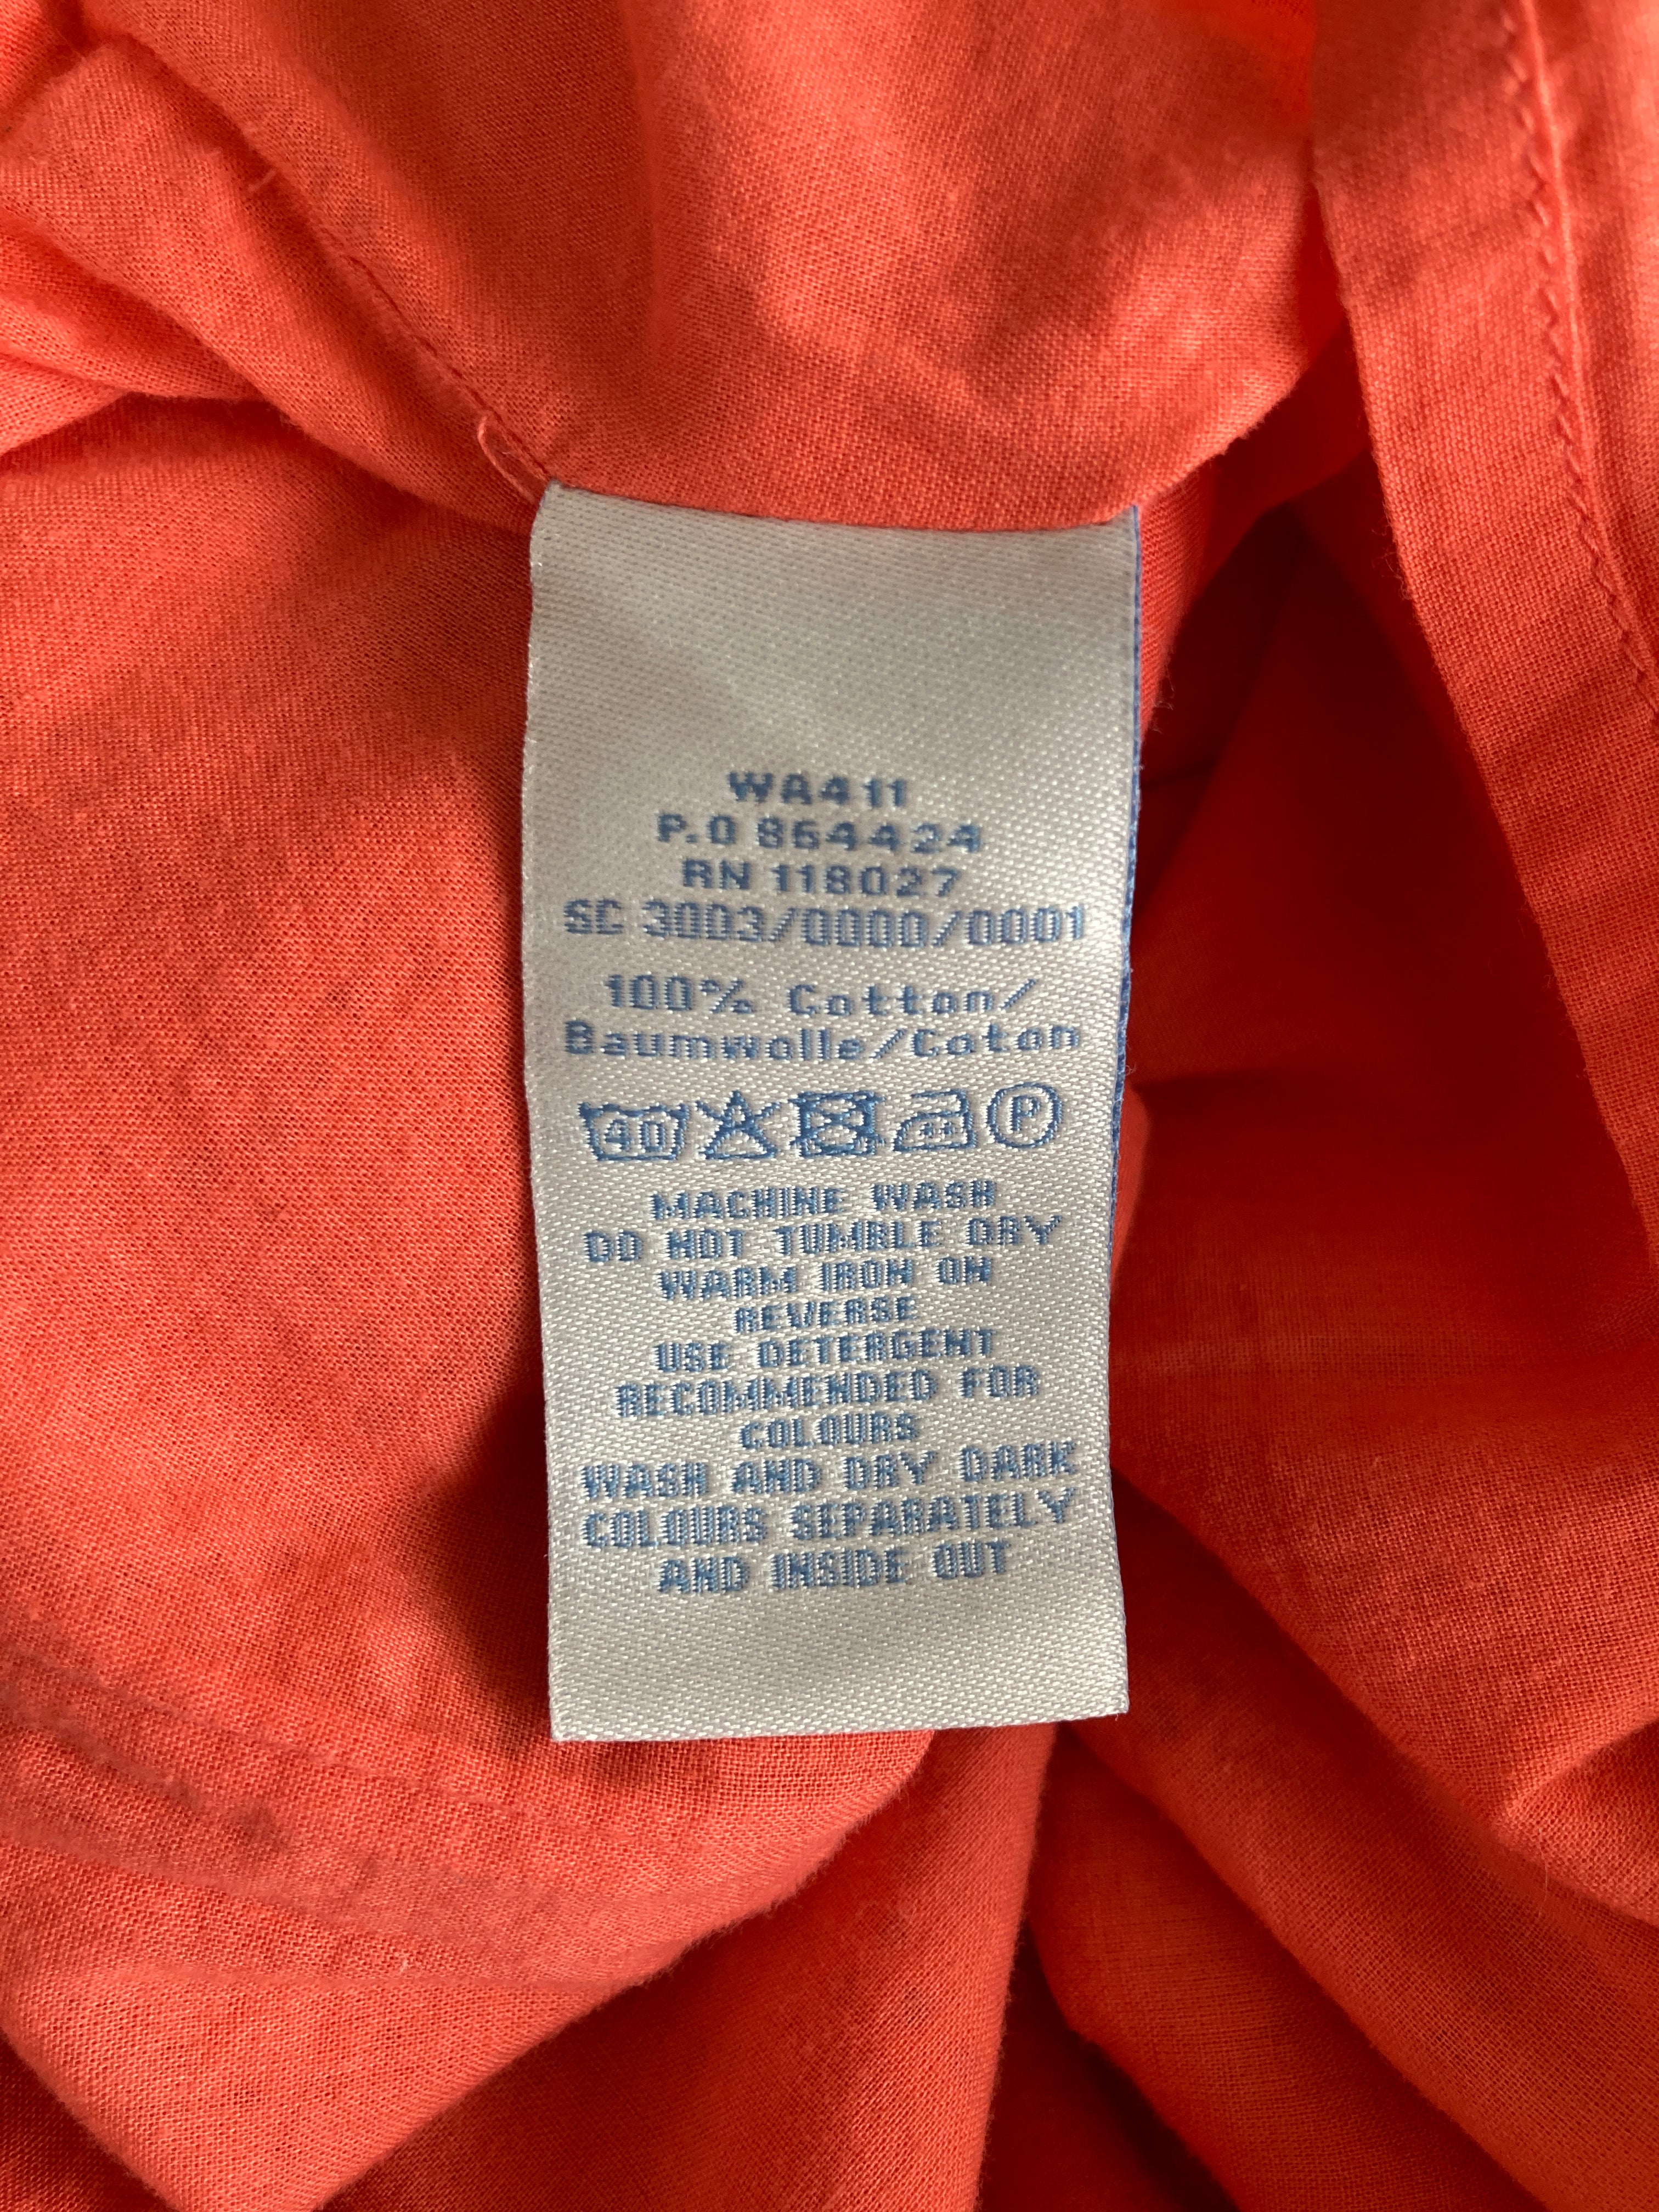 WA411
P.O 864424
RN 118027
SC 3003/0000/0001
100% Cotton/
Baumwolle/Coton
40 P
MACHINE WASH
DO NOT TUMBLE DRY
WARM IRON ON
REVERSE
USE DETERGENT
RECOMMENDED FOR
COLOURS
WASH AND DRY DARK
COLOURS SEPARATELY
AND INSIDE OUT